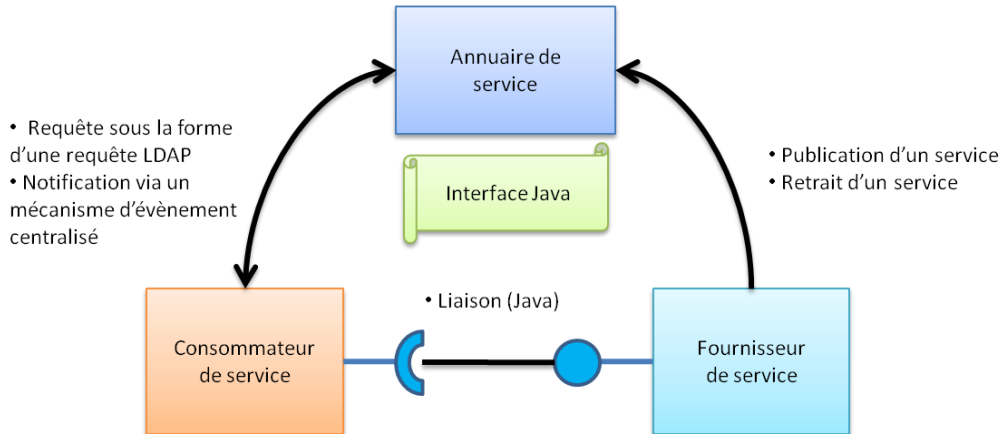 Annuaire de
service
• Requête sous la forme
d'une requête LDAP
• Notification via un
mécanisme d'évènement
centralisé
Interface Java
• Publication d'un service
• Retrait d'un service
• Liaison (Java)
Consommateur
de service
Fournisseur
de service